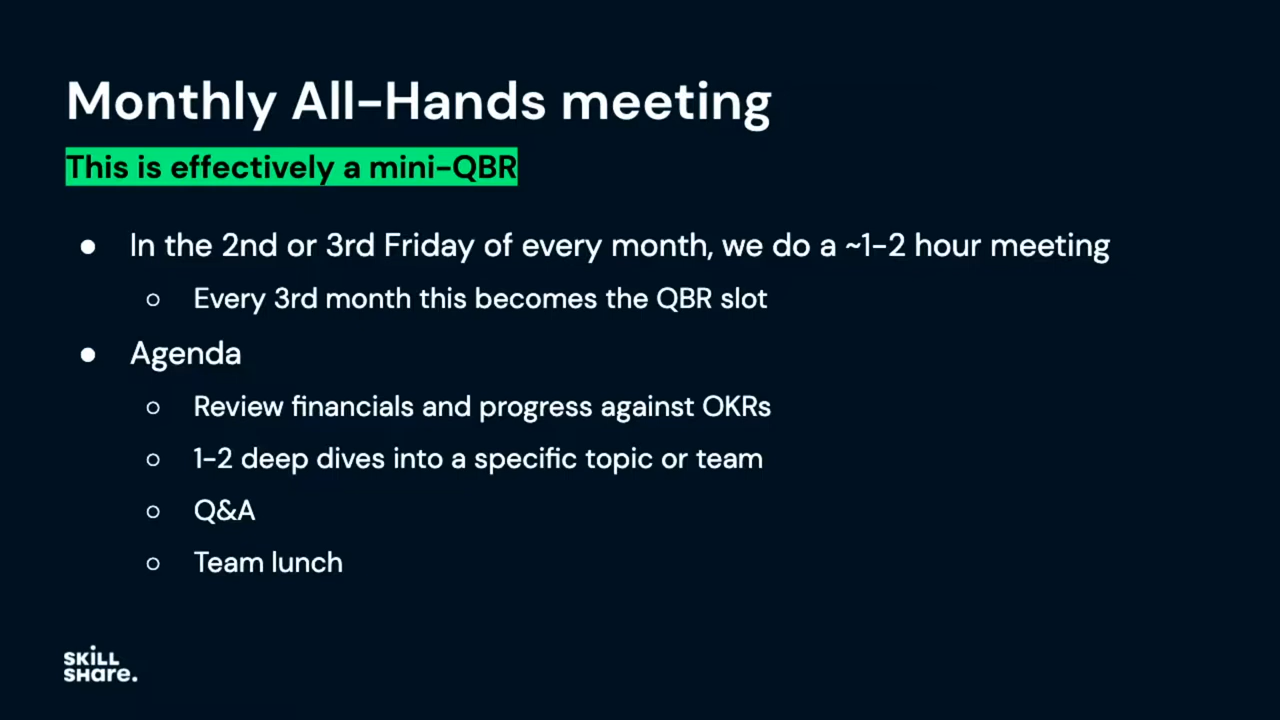 Monthly All-Hands meeting
This is effectively a mini-QBR
● In the 2nd or 3rd Friday of every month, we do a ~1-2 hour meeting
○ Every 3rd month this becomes the QBR slot
● Agenda
○ Review financials and progress against OKRs
○ 1-2 deep dives into a specific topic or team
○ Q&A
○ Team lunch
SKiLL
SHare.